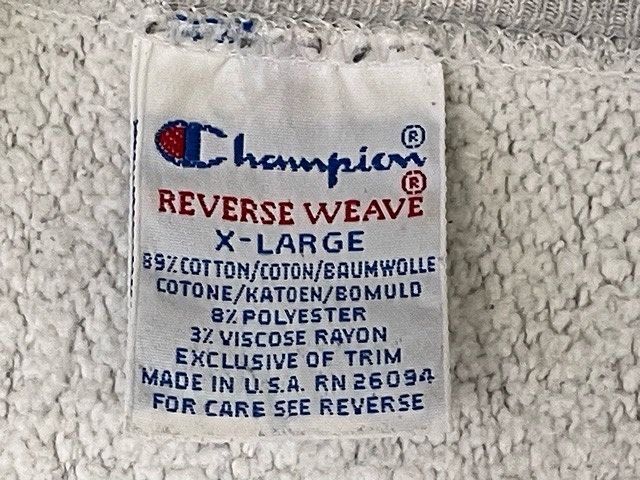 Champion®
REVERSE WEAVE®
X-LARGE
89% COTTON/COTON/BAUMWOLLE
COTONE/KATOEN/BOMULD
8% POLYESTER
3% VISCOSE RAYON
EXCLUSIVE OF TRIM
MADE IN U.S.A. RN 26094
FOR CARE SEE REVERSE